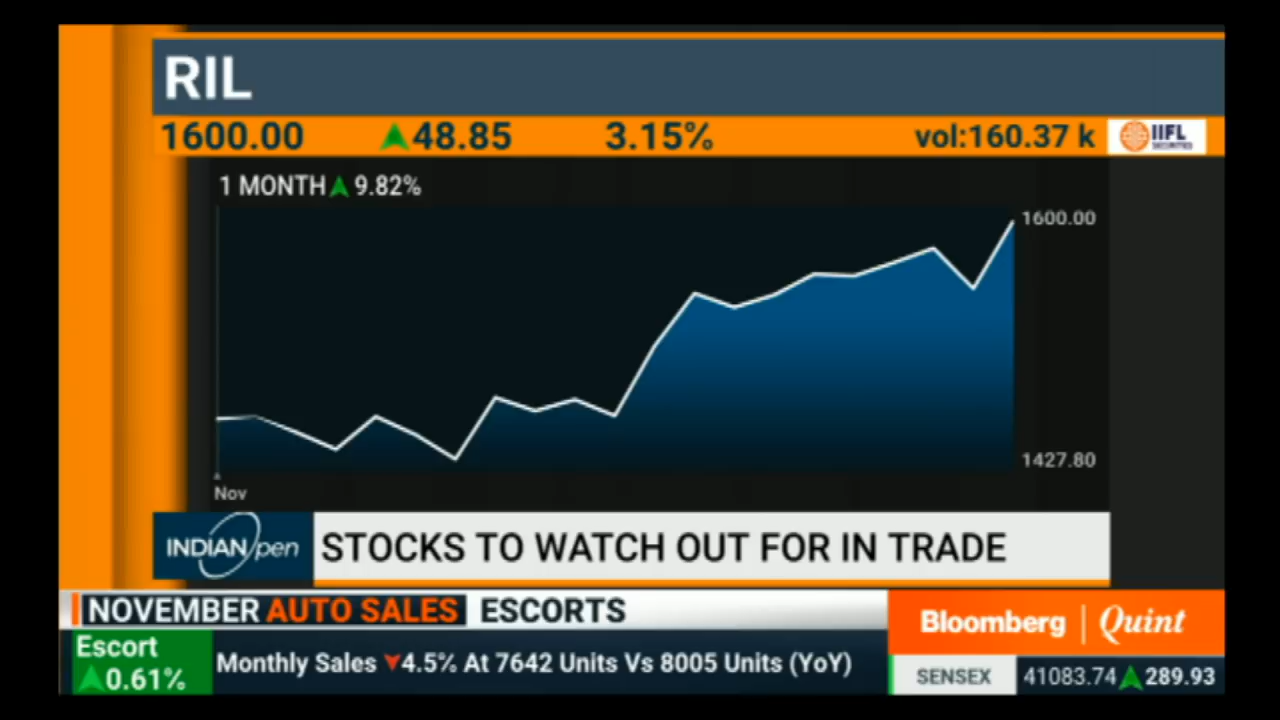 RIL
1600.00 ▲48.85 3.15% vol:160.37 k IIFL SECURITIES
1 MONTH ▲ 9.82%
1600.00
1427.80
Nov
INDIAN Open STOCKS TO WATCH OUT FOR IN TRADE
NOVEMBER AUTO SALES ESCORTS
Bloomberg | Quint
Escort
▲0.61%
Monthly Sales ▼4.5% At 7642 Units Vs 8005 Units (YoY)
SENSEX 41083.74 ▲ 289.93